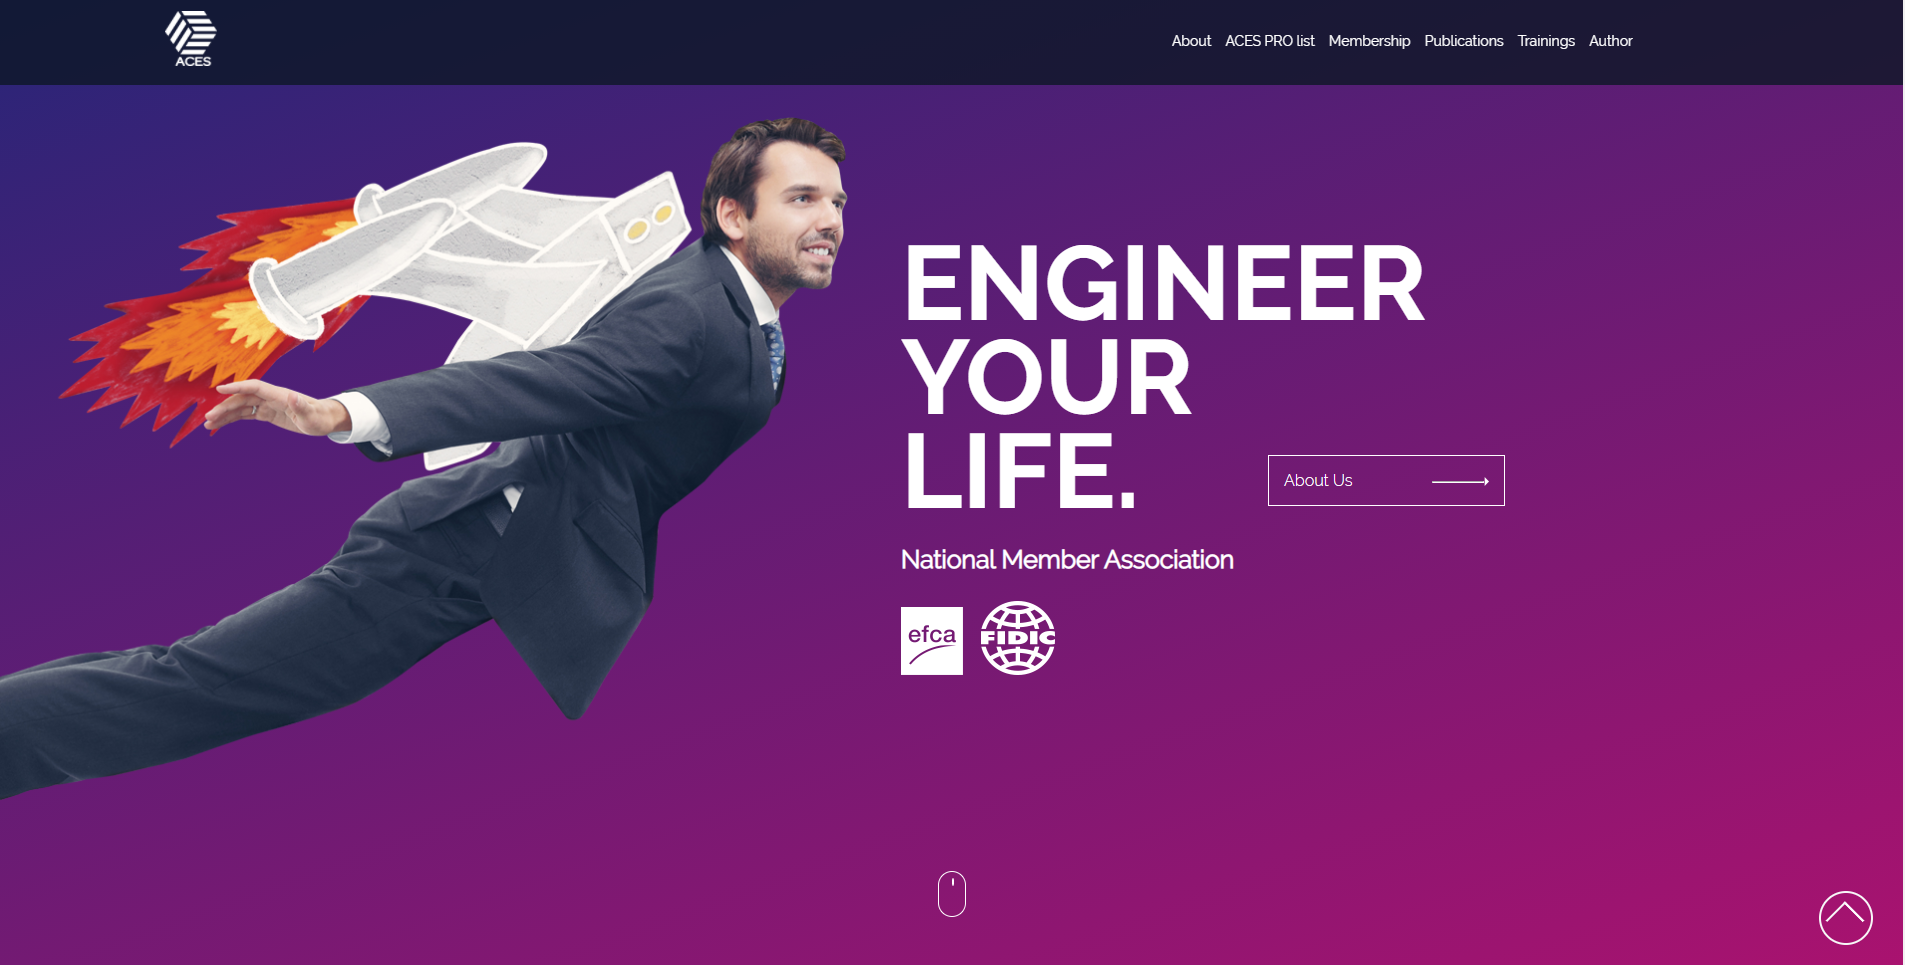 ACES
About ACES PRO list Membership Publications Trainings Author
ENGINEER
YOUR
LIFE.
About Us
National Member Association
efca
FIDIC